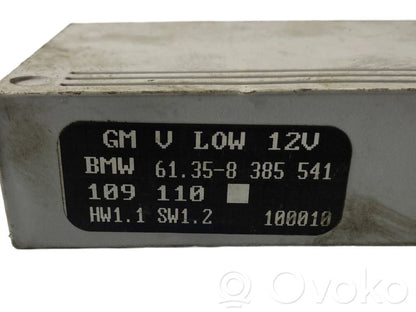 GM V LOW 12V
BMW 61.35-8 385 541
109 110
HW1.1 SW1.2 100010
Ovoko